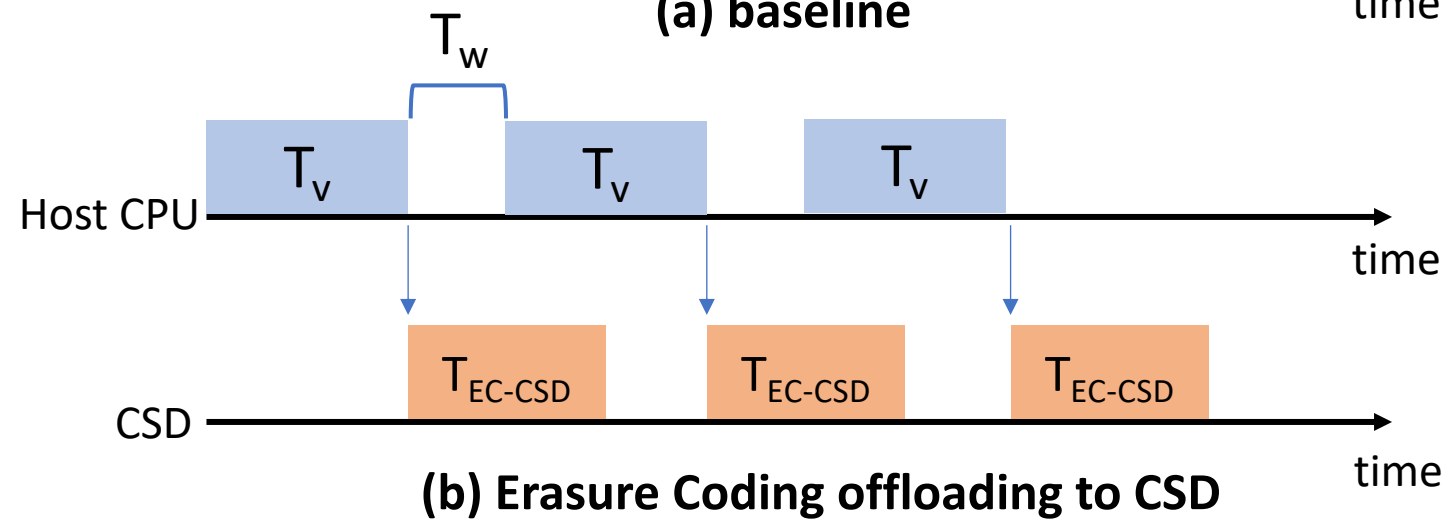 (a) baseline
time
T_w
T_v
T_v
T_v
Host CPU
time
T_EC-CSD
T_EC-CSD
T_EC-CSD
CSD
time
(b) Erasure Coding offloading to CSD